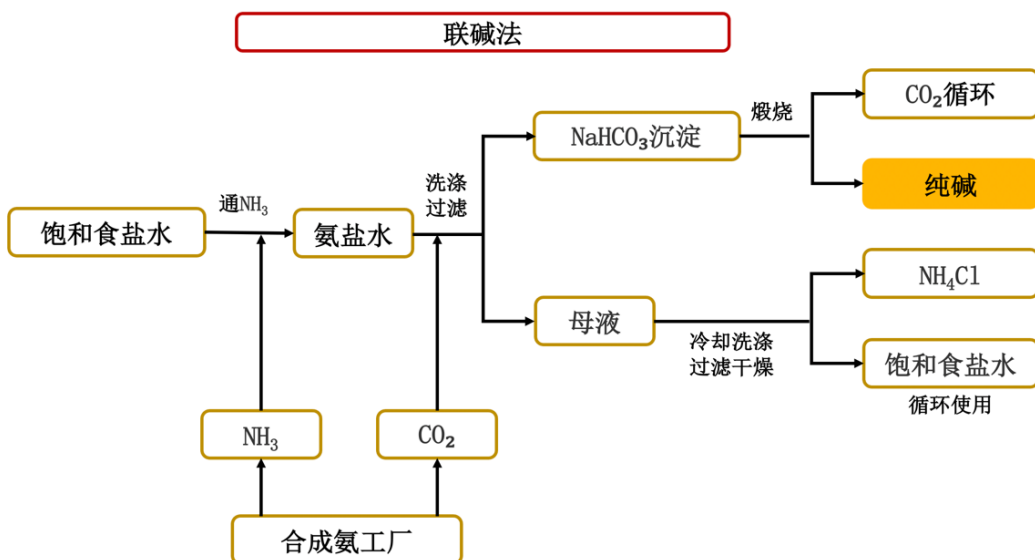 联碱法
CO₂循环
煅烧
NaHCO₃沉淀
纯碱
洗涤
过滤
通NH₃
饱和食盐水
氨盐水
NH₄Cl
母液
冷却洗涤
过滤干燥
饱和食盐水
循环使用
NH₃
CO₂
合成氨工厂